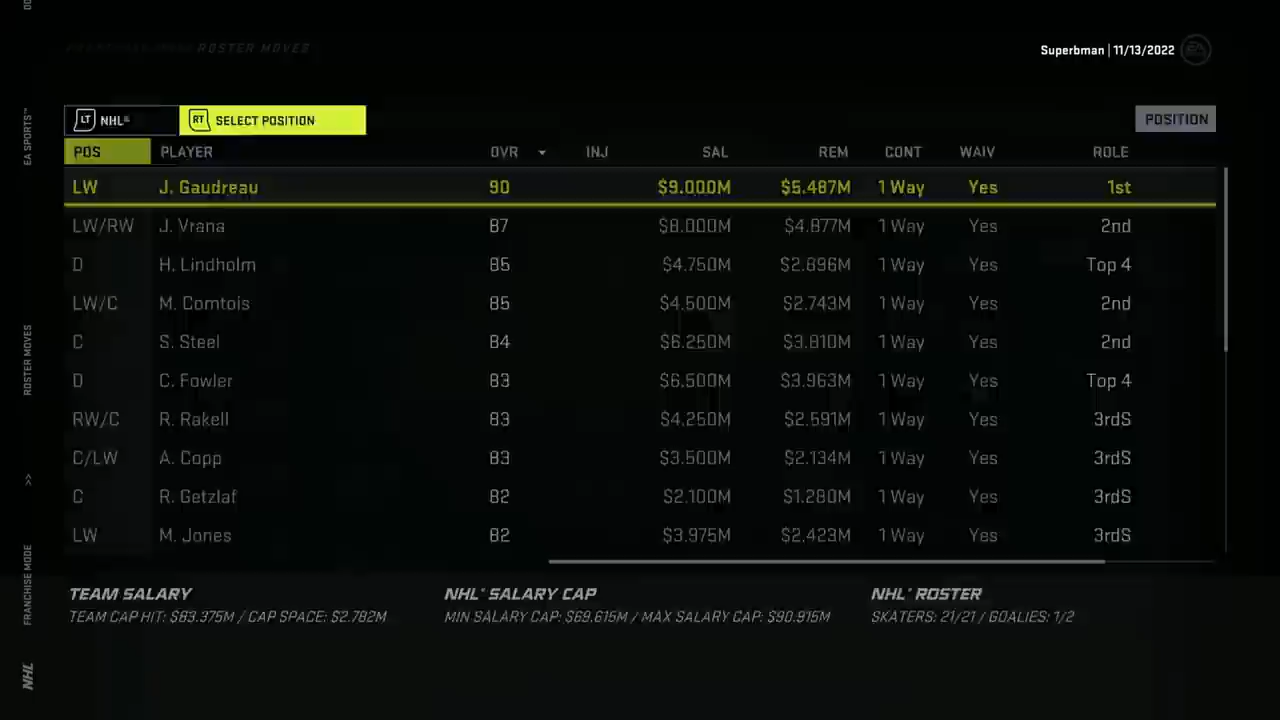 ROSTER MOVES
Superbman | 11/13/2022
EA
LT NHL®
RT SELECT POSITION
POSITION
POS PLAYER OVR INJ SAL REM CONT WAIV ROLE
LW J. Gaudreau 90 $9.000M $5.487M 1 Way Yes 1st
LW/RW J. Vrana 87 $8.000M $4.877M 1 Way Yes 2nd
D H. Lindholm 85 $4.750M $2.896M 1 Way Yes Top 4
LW/C M. Comtois 85 $4.500M $2.743M 1 Way Yes 2nd
C S. Steel 84 $6.250M $3.810M 1 Way Yes 2nd
D C. Fowler 83 $6.500M $3.963M 1 Way Yes Top 4
RW/C R. Rakell 83 $4.250M $2.591M 1 Way Yes 3rdS
C/LW A. Copp 83 $3.500M $2.134M 1 Way Yes 3rdS
C R. Getzlaf 82 $2.100M $1.280M 1 Way Yes 3rdS
LW M. Jones 82 $3.975M $2.423M 1 Way Yes 3rdS
TEAM SALARY
TEAM CAP HIT: $83.375M / CAP SPACE: $2.782M
NHL® SALARY CAP
MIN SALARY CAP: $69.615M / MAX SALARY CAP: $90.915M
NHL® ROSTER
SKATERS: 21/21 / GOALIES: 1/2
EA SPORTS™
ROSTER MOVES
>>
FRANCHISE MODE
NHL